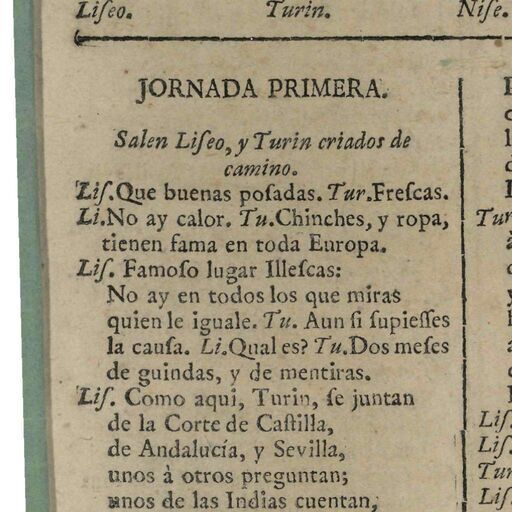 Liſeo. Turin. Niſe.
JORNADA PRIMERA.
Salen Liſeo, y Turin criados de
camino.
Liſ.Que buenas poſadas. Tur.Freſcas.
Li.No ay calor. Tu.Chinches, y ropa,
tienen fama en toda Europa.
Liſ. Famoſo lugar Illeſcas:
No ay en todos los que miras
quien le iguale. Tu. Aun ſi ſupieſſes
la cauſa. Li.Qual es? Tu.Dos meſes
de guindas, y de mentiras.
Liſ. Como aqui, Turin, ſe juntan
de la Corte de Caſtilla,
de Andalucía, y Sevilla,
unos à otros preguntan;
unos de las Indias cuentan,
Tur
Liſ.
Liſ.
Tur
Liſ.